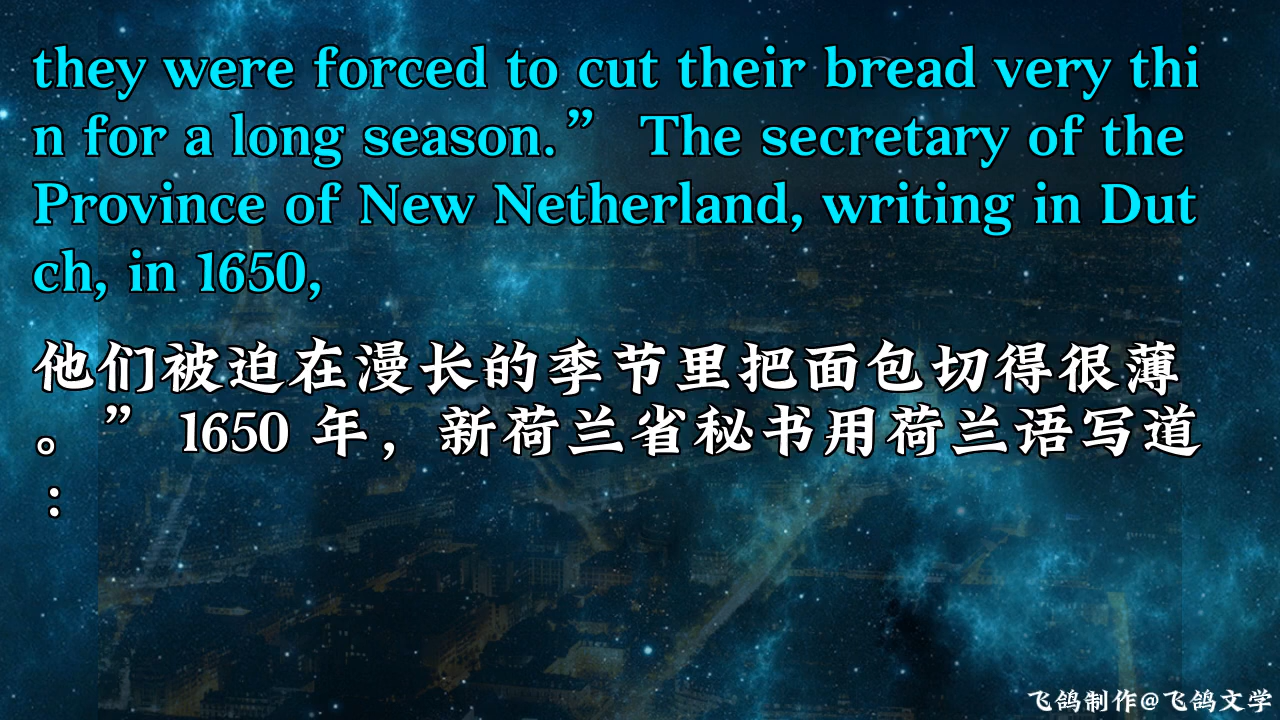 they were forced to cut their bread very thi
n for a long season.” The secretary of the
Province of New Netherland, writing in Dut
ch, in 1650,
他们被迫在漫长的季节里把面包切得很薄
。” 1650 年，新荷兰省秘书用荷兰语写道
：
飞鸽制作@飞鸽文学